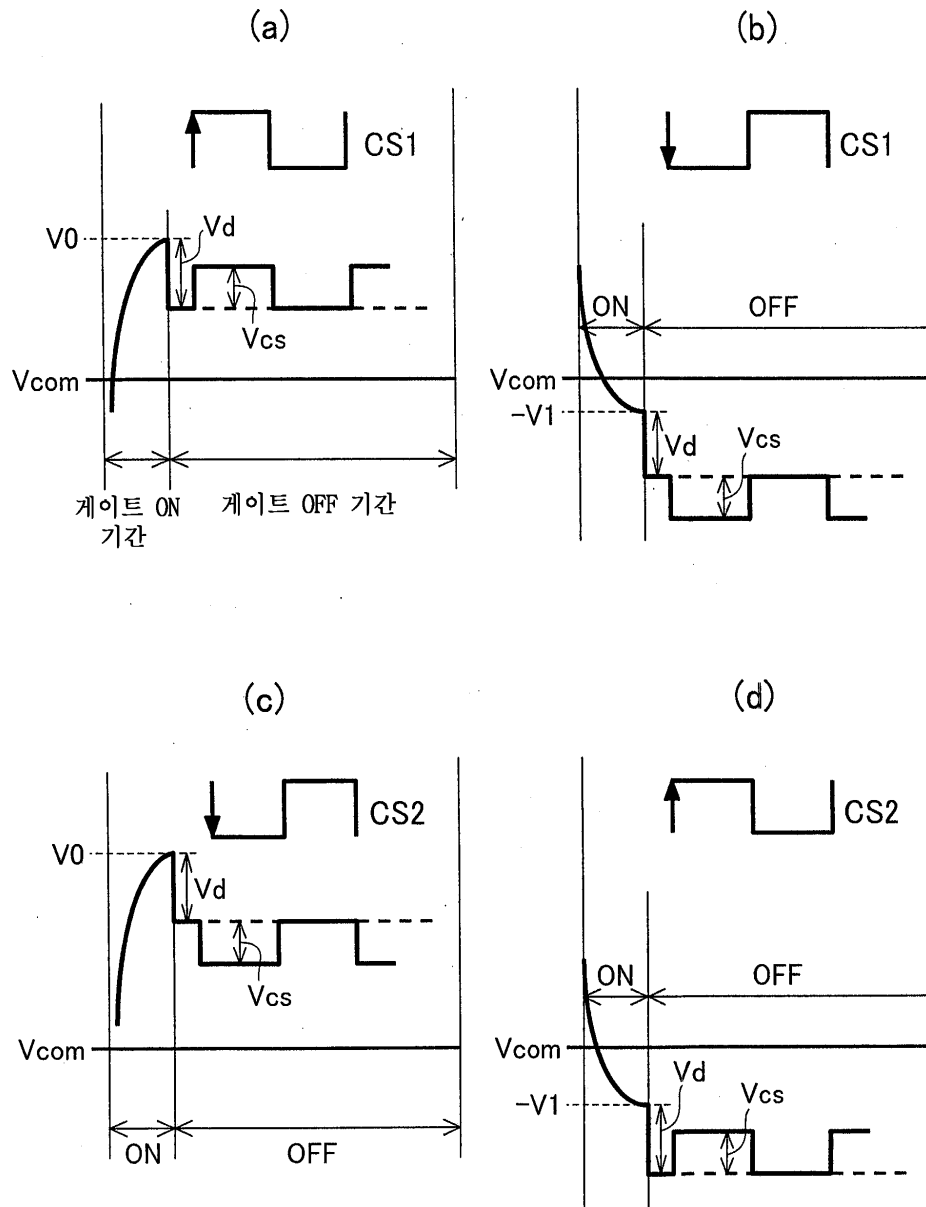 (a)
CS1
V0
Vd
Vcs
Vcom
게이트 ON
기간
게이트 OFF 기간
(b)
CS1
ON
OFF
Vcom
-V1
Vd
Vcs
(c)
CS2
V0
Vd
Vcs
Vcom
ON
OFF
(d)
CS2
ON
OFF
Vcom
-V1
Vd
Vcs